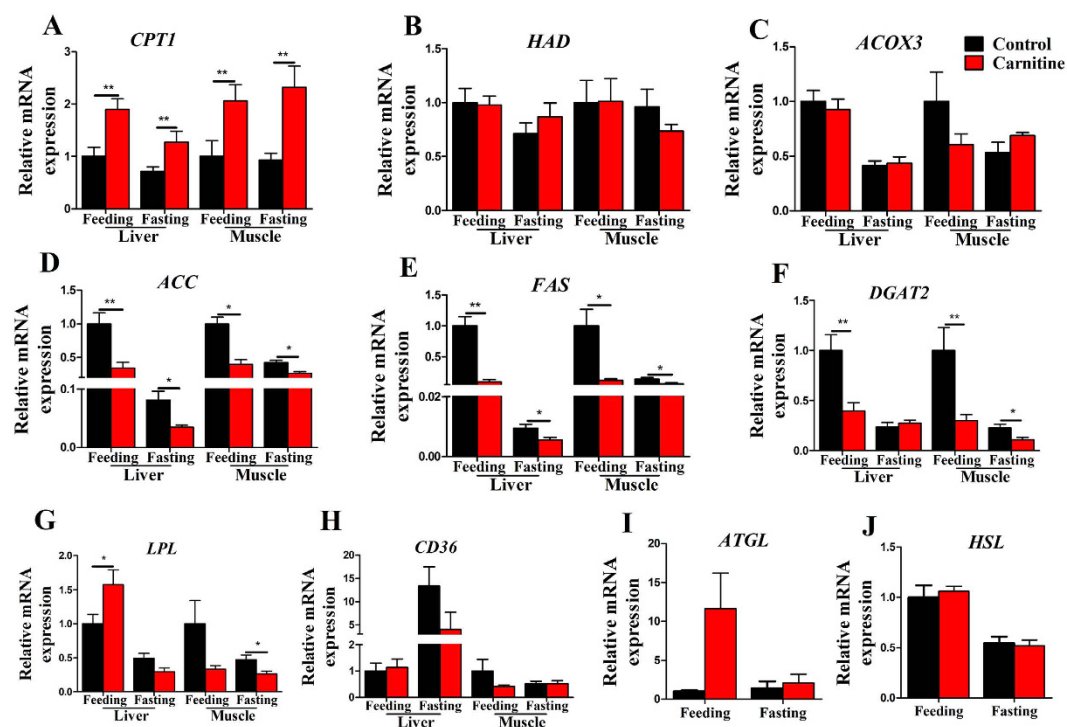 A
CPT1
Relative mRNA
expression
3
2
1
0
**
**
**
**
Feeding Fasting Feeding Fasting
Liver Muscle
B
HAD
Relative mRNA
expression
1.5
1.0
0.5
0.0
Feeding Fasting Feeding Fasting
Liver Muscle
C
ACOX3
Control
Carnitine
Relative mRNA
expression
1.5
1.0
0.5
0.0
Feeding Fasting Feeding Fasting
Liver Muscle
D
ACC
Relative mRNA
expression
1.5
1.0
0.5
0.1
0.0
**
*
*
*
Feeding Fasting Feeding Fasting
Liver Muscle
E
FAS
Relative mRNA
expression
1.5
1.0
0.5
0.02
0.00
**
*
*
*
Feeding Fasting Feeding Fasting
Liver Muscle
F
DGAT2
Relative mRNA
expression
1.5
1.0
0.5
0.0
**
**
*
Feeding Fasting Feeding Fasting
Liver Muscle
G
LPL
Relative mRNA
expression
2.0
1.5
1.0
0.5
0.0
*
*
Feeding Fasting Feeding Fasting
Liver Muscle
H
CD36
Relative mRNA
expression
20
15
10
5
2
1
0
Feeding Fasting Feeding Fasting
Liver Muscle
I
ATGL
Relative mRNA
expression
20
15
10
5
0
Feeding Fasting
J
HSL
Relative mRNA
expression
1.5
1.0
0.5
0.0
Feeding Fasting